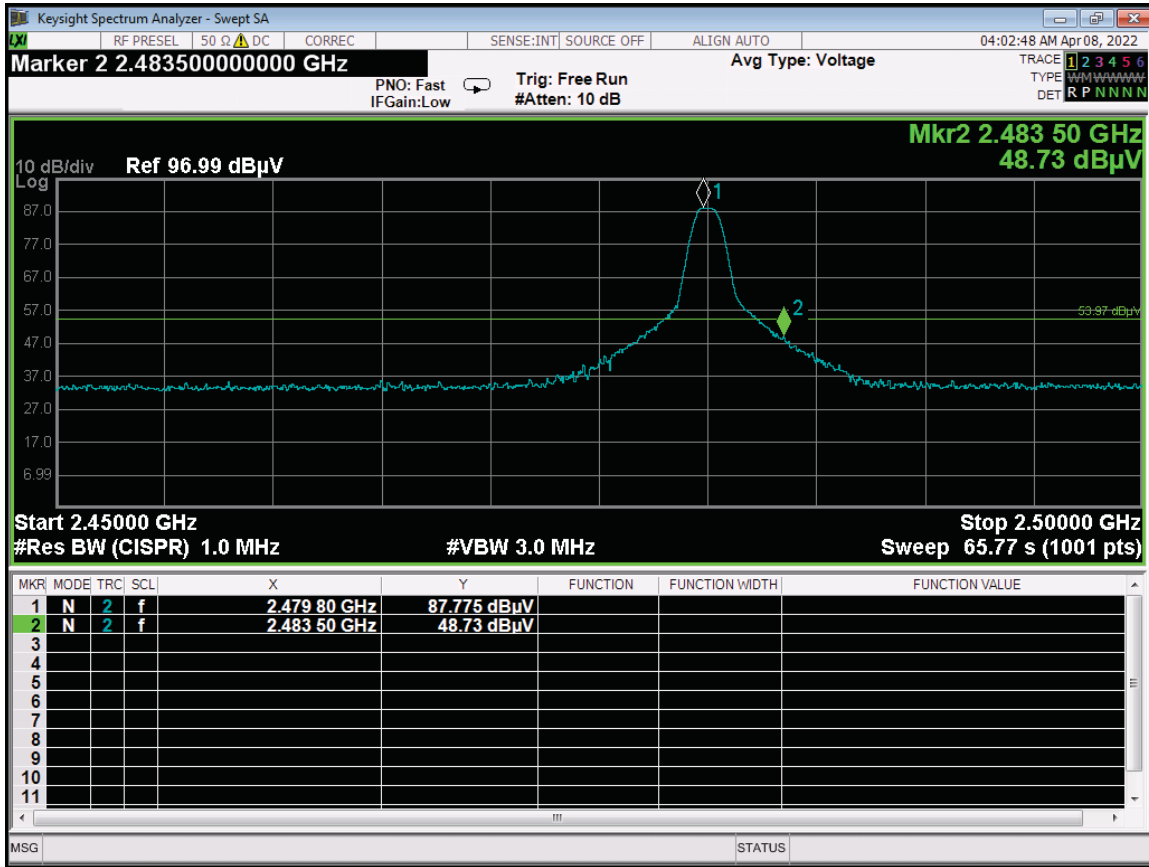 Keysight Spectrum Analyzer - Swept SA
LXI RF PRESEL 50 Ω DC CORREC SENSE:INT SOURCE OFF ALIGN AUTO 04:02:48 AM Apr 08, 2022
Marker 2 2.483500000000 GHz
PNO: Fast
IFGain:Low
Trig: Free Run
#Atten: 10 dB
Avg Type: Voltage
TRACE 1 2 3 4 5 6
TYPE WMWWWWW
DET R P N N N N
Mkr2 2.483 50 GHz
48.73 dBµV
10 dB/div Ref 96.99 dBµV
Log
1
87.0
77.0
67.0
57.0
2
53.97 dBµV
47.0
37.0
27.0
17.0
6.99
Start 2.45000 GHz Stop 2.50000 GHz
#Res BW (CISPR) 1.0 MHz #VBW 3.0 MHz Sweep 65.77 s (1001 pts)
MKR MODE TRC SCL X Y FUNCTION FUNCTION WIDTH FUNCTION VALUE
1 N 2 f 2.479 80 GHz 87.775 dBµV
2 N 2 f 2.483 50 GHz 48.73 dBµV
3
4
5
6
7
8
9
10
11
MSG STATUS